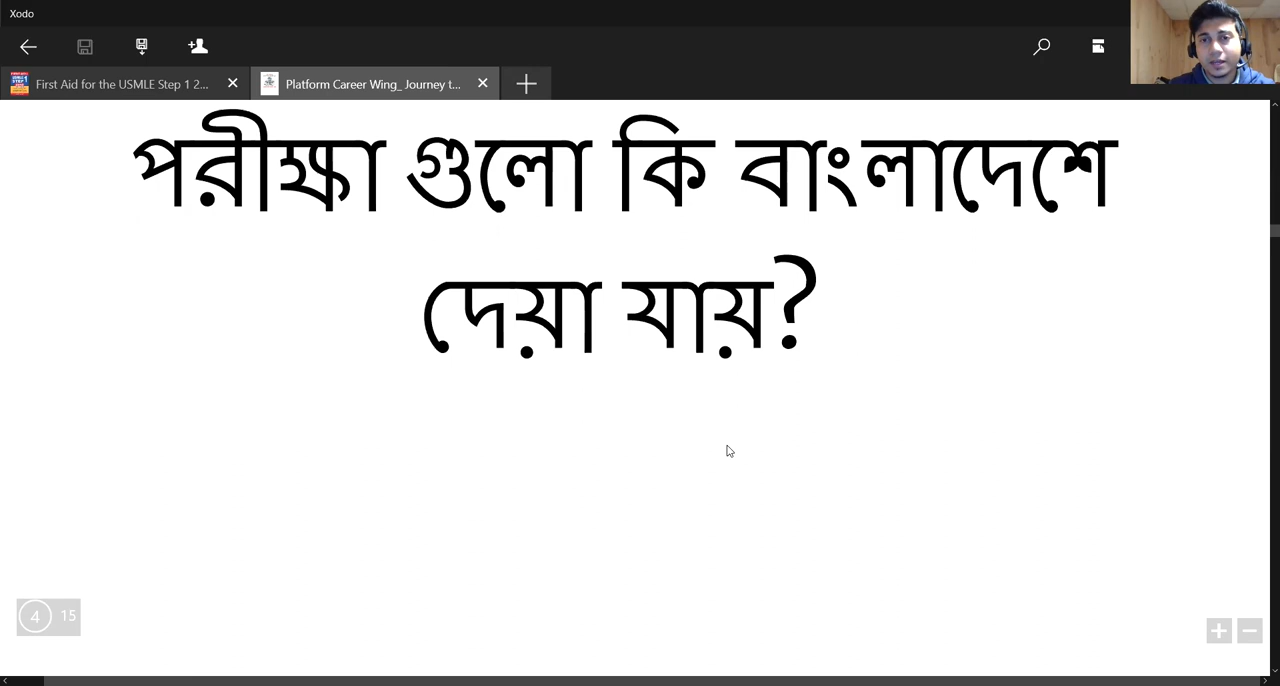 Xodo
First Aid for the USMLE Step 1 2...
Platform Career Wing_ Journey t...
পরীক্ষা গুলো কি বাংলাদেশে
দেয়া যায়?
4 15